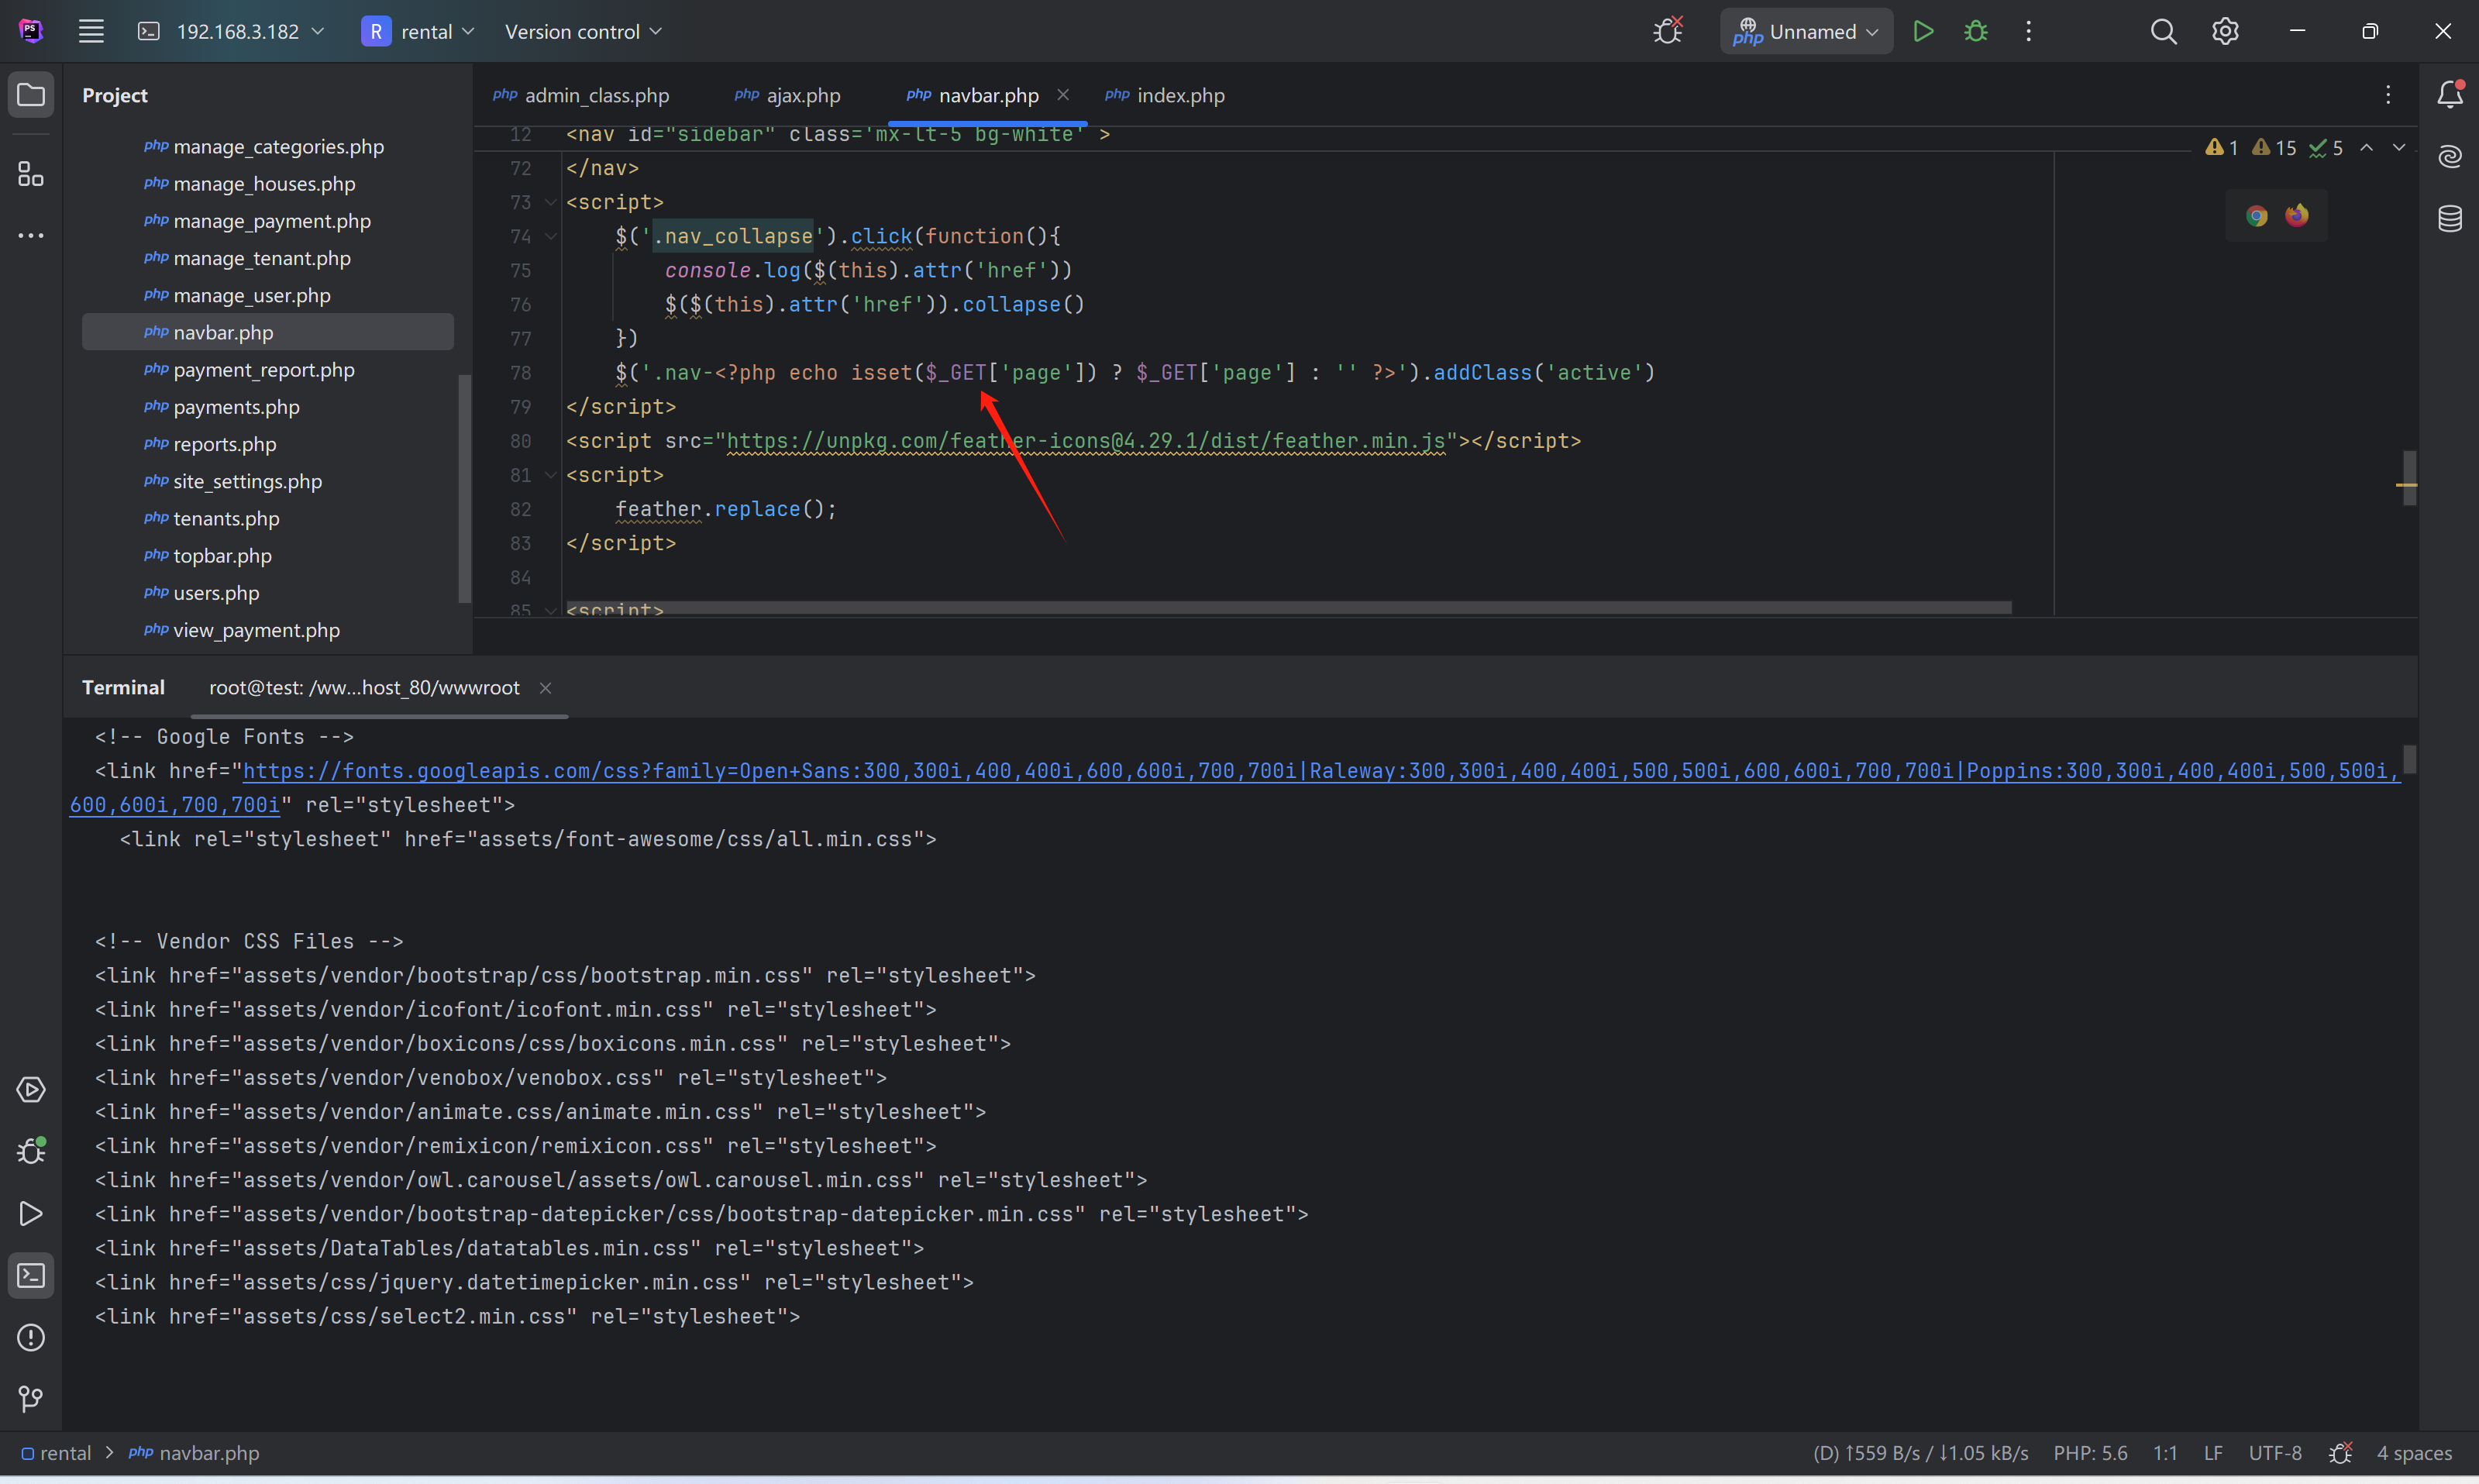 192.168.3.182
R rental
Version control
php Unnamed
Project
php manage_categories.php
php manage_houses.php
php manage_payment.php
php manage_tenant.php
php manage_user.php
php navbar.php
php payment_report.php
php payments.php
php reports.php
php site_settings.php
php tenants.php
php topbar.php
php users.php
php view_payment.php
php admin_class.php
php ajax.php
php navbar.php
php index.php
1 15 5
12 <nav id="sidebar" class='mx-lt-5 bg-white' >
72 </nav>
73 <script>
74 $('.nav_collapse').click(function(){
75 console.log($(this).attr('href'))
76 $($(this).attr('href')).collapse()
77 })
78 $('.nav-<?php echo isset($_GET['page']) ? $_GET['page'] : '' ?>').addClass('active')
79 </script>
80 <script src="https://unpkg.com/feather-icons@4.29.1/dist/feather.min.js"></script>
81 <script>
82 feather.replace();
83 </script>
84
85 <script>
Terminal
root@test: /ww...host_80/wwwroot
<!-- Google Fonts -->
<link href="https://fonts.googleapis.com/css?family=Open+Sans:300,300i,400,400i,600,600i,700,700i|Raleway:300,300i,400,400i,500,500i,600,600i,700,700i|Poppins:300,300i,400,400i,500,500i,
600,600i,700,700i" rel="stylesheet">
<link rel="stylesheet" href="assets/font-awesome/css/all.min.css">
<!-- Vendor CSS Files -->
<link href="assets/vendor/bootstrap/css/bootstrap.min.css" rel="stylesheet">
<link href="assets/vendor/icofont/icofont.min.css" rel="stylesheet">
<link href="assets/vendor/boxicons/css/boxicons.min.css" rel="stylesheet">
<link href="assets/vendor/venobox/venobox.css" rel="stylesheet">
<link href="assets/vendor/animate.css/animate.min.css" rel="stylesheet">
<link href="assets/vendor/remixicon/remixicon.css" rel="stylesheet">
<link href="assets/vendor/owl.carousel/assets/owl.carousel.min.css" rel="stylesheet">
<link href="assets/vendor/bootstrap-datepicker/css/bootstrap-datepicker.min.css" rel="stylesheet">
<link href="assets/DataTables/datatables.min.css" rel="stylesheet">
<link href="assets/css/jquery.datetimepicker.min.css" rel="stylesheet">
<link href="assets/css/select2.min.css" rel="stylesheet">
rental > php navbar.php
(D) ↑559 B/s / ↓1.05 kB/s PHP: 5.6 1:1 LF UTF-8 4 spaces